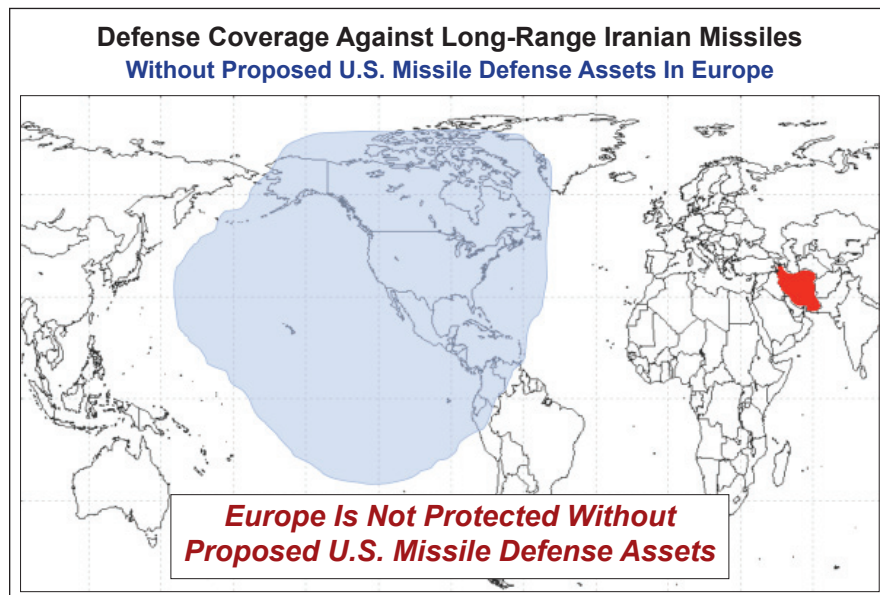 Defense Coverage Against Long-Range Iranian Missiles
Without Proposed U.S. Missile Defense Assets In Europe
Europe Is Not Protected Without
Proposed U.S. Missile Defense Assets